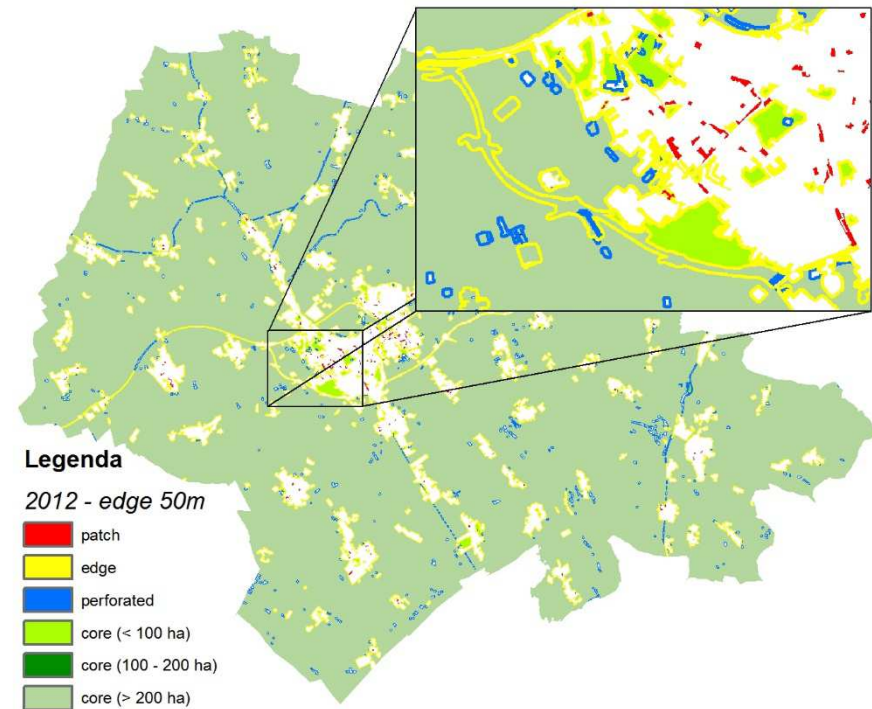 Legenda
2012 - edge 50m
patch
edge
perforated
core (< 100 ha)
core (100 - 200 ha)
core (> 200 ha)